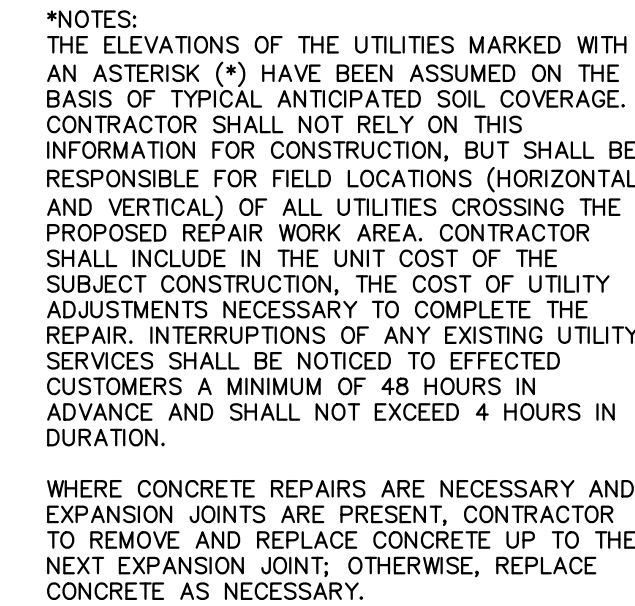 *NOTES:
THE ELEVATIONS OF THE UTILITIES MARKED WITH
AN ASTERISK (*) HAVE BEEN ASSUMED ON THE
BASIS OF TYPICAL ANTICIPATED SOIL COVERAGE.
CONTRACTOR SHALL NOT RELY ON THIS
INFORMATION FOR CONSTRUCTION, BUT SHALL BE
RESPONSIBLE FOR FIELD LOCATIONS (HORIZONTAL
AND VERTICAL) OF ALL UTILITIES CROSSING THE
PROPOSED REPAIR WORK AREA. CONTRACTOR
SHALL INCLUDE IN THE UNIT COST OF THE
SUBJECT CONSTRUCTION, THE COST OF UTILITY
ADJUSTMENTS NECESSARY TO COMPLETE THE
REPAIR. INTERRUPTIONS OF ANY EXISTING UTILITY
SERVICES SHALL BE NOTICED TO EFFECTED
CUSTOMERS A MINIMUM OF 48 HOURS IN
ADVANCE AND SHALL NOT EXCEED 4 HOURS IN
DURATION.
WHERE CONCRETE REPAIRS ARE NECESSARY AND
EXPANSION JOINTS ARE PRESENT, CONTRACTOR
TO REMOVE AND REPLACE CONCRETE UP TO THE
NEXT EXPANSION JOINT; OTHERWISE, REPLACE
CONCRETE AS NECESSARY.